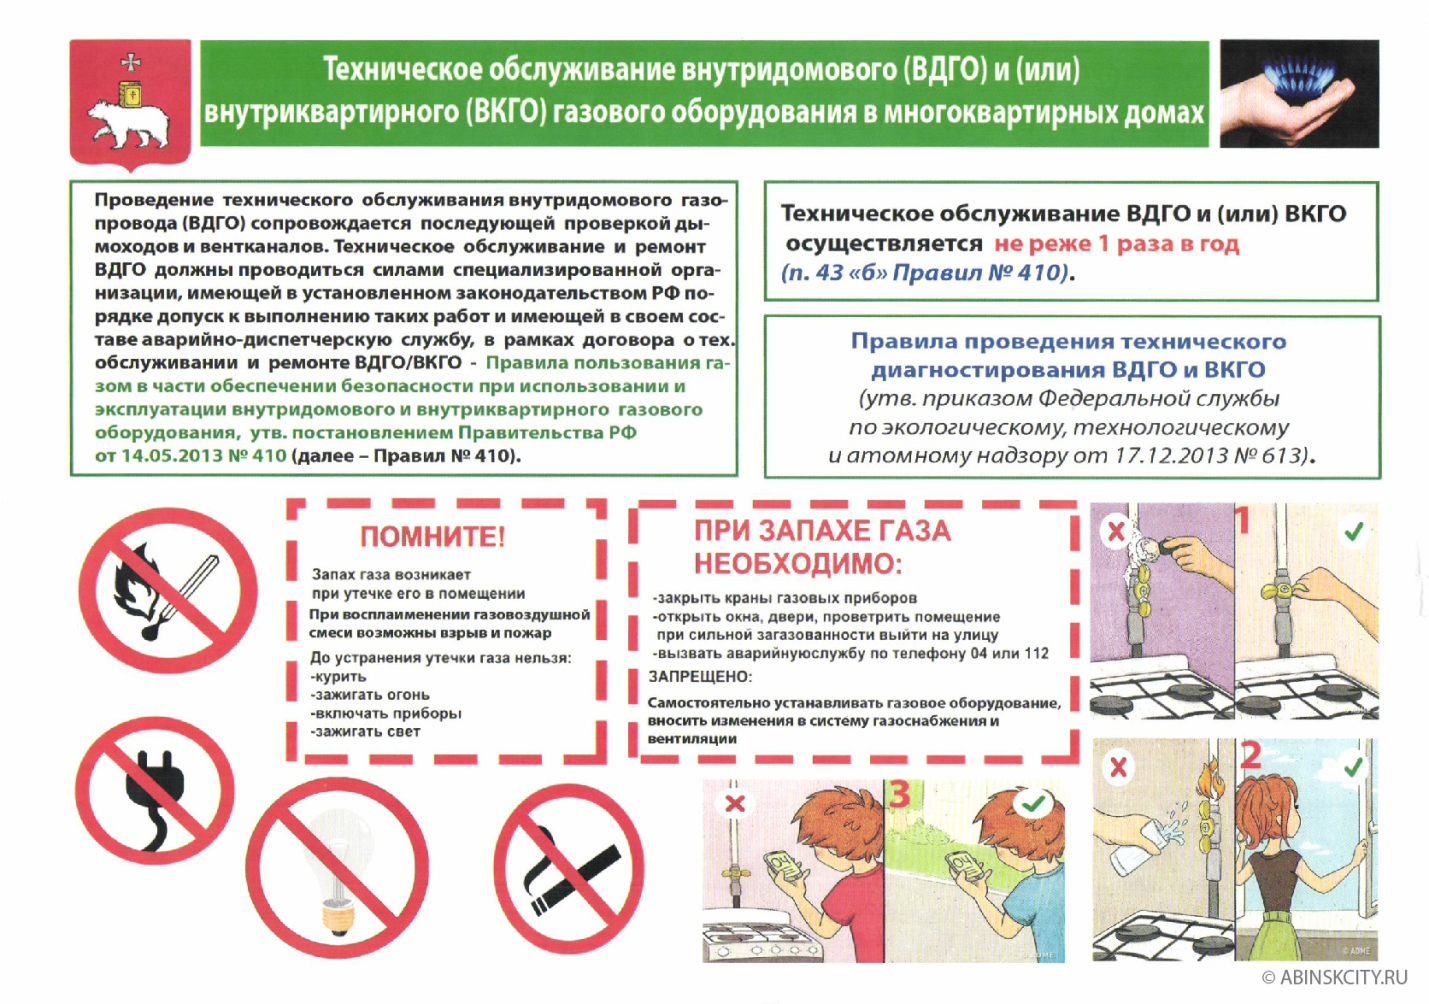 Техническое обслуживание внутридомового (ВДГО) и (или)
внутриквартирного (ВКГО) газового оборудования в многоквартирных домах
Проведение технического обслуживания внутридомового газо-
провода (ВДГО) сопровождается последующей проверкой ды-
моходов и вентканалов. Техническое обслуживание и ремонт
ВДГО должны проводиться силами специализированной орга-
низации, имеющей в установленном законодательством РФ по-
рядке допуск к выполнению таких работ и имеющей в своем сос-
таве аварийно-диспетчерскую службу, в рамках договора о тех.
обслуживании и ремонте ВДГО/ВКГО - Правила пользования га-
зом в части обеспечении безопасности при использовании и
эксплуатации внутридомового и внутриквартирного газового
оборудования, утв. постановлением Правительства РФ
от 14.05.2013 № 410 (далее – Правил № 410).
Техническое обслуживание ВДГО и (или) ВКГО
осуществляется не реже 1 раза в год
(п. 43 «б» Правил № 410).
Правила проведения технического
диагностирования ВДГО и ВКГО
(утв. приказом Федеральной службы
по экологическому, технологическому
и атомному надзору от 17.12.2013 № 613).
ПОМНИТЕ!
Запах газа возникает
при утечке его в помещении
При восплаименении газовоздушной
смеси возможны взрыв и пожар
До устранения утечки газа нельзя:
-курить
-зажигать огонь
-включать приборы
-зажигать свет
ПРИ ЗАПАХЕ ГАЗА
НЕОБХОДИМО:
-закрыть краны газовых приборов
-открыть окна, двери, проветрить помещение
при сильной загазованности выйти на улицу
-вызвать аварийнуюслужбу по телефону 04 или 112
ЗАПРЕЩЕНО:
Самостоятельно устанавливать газовое оборудование,
вносить изменения в систему газоснабжения и
вентиляции
1
2
3
04
04
© ADME
© ABINSKCITY.RU